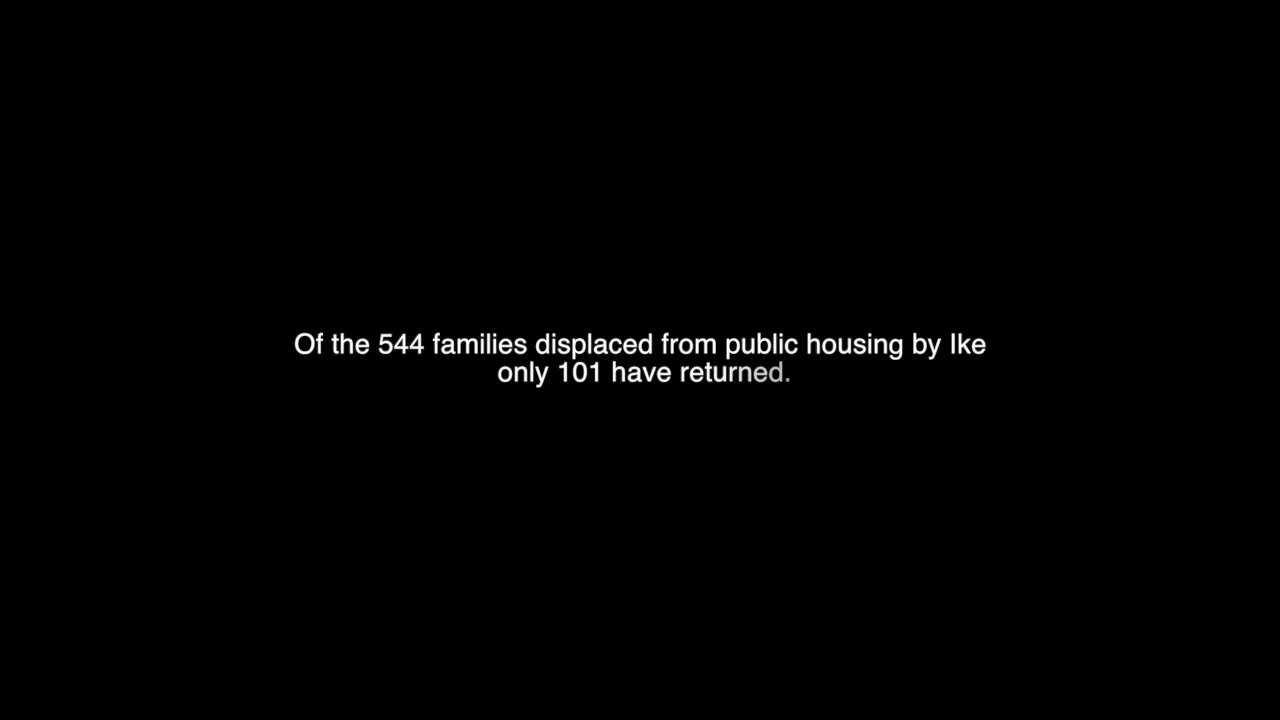 Of the 544 families displaced from public housing by Ike
only 101 have returned.